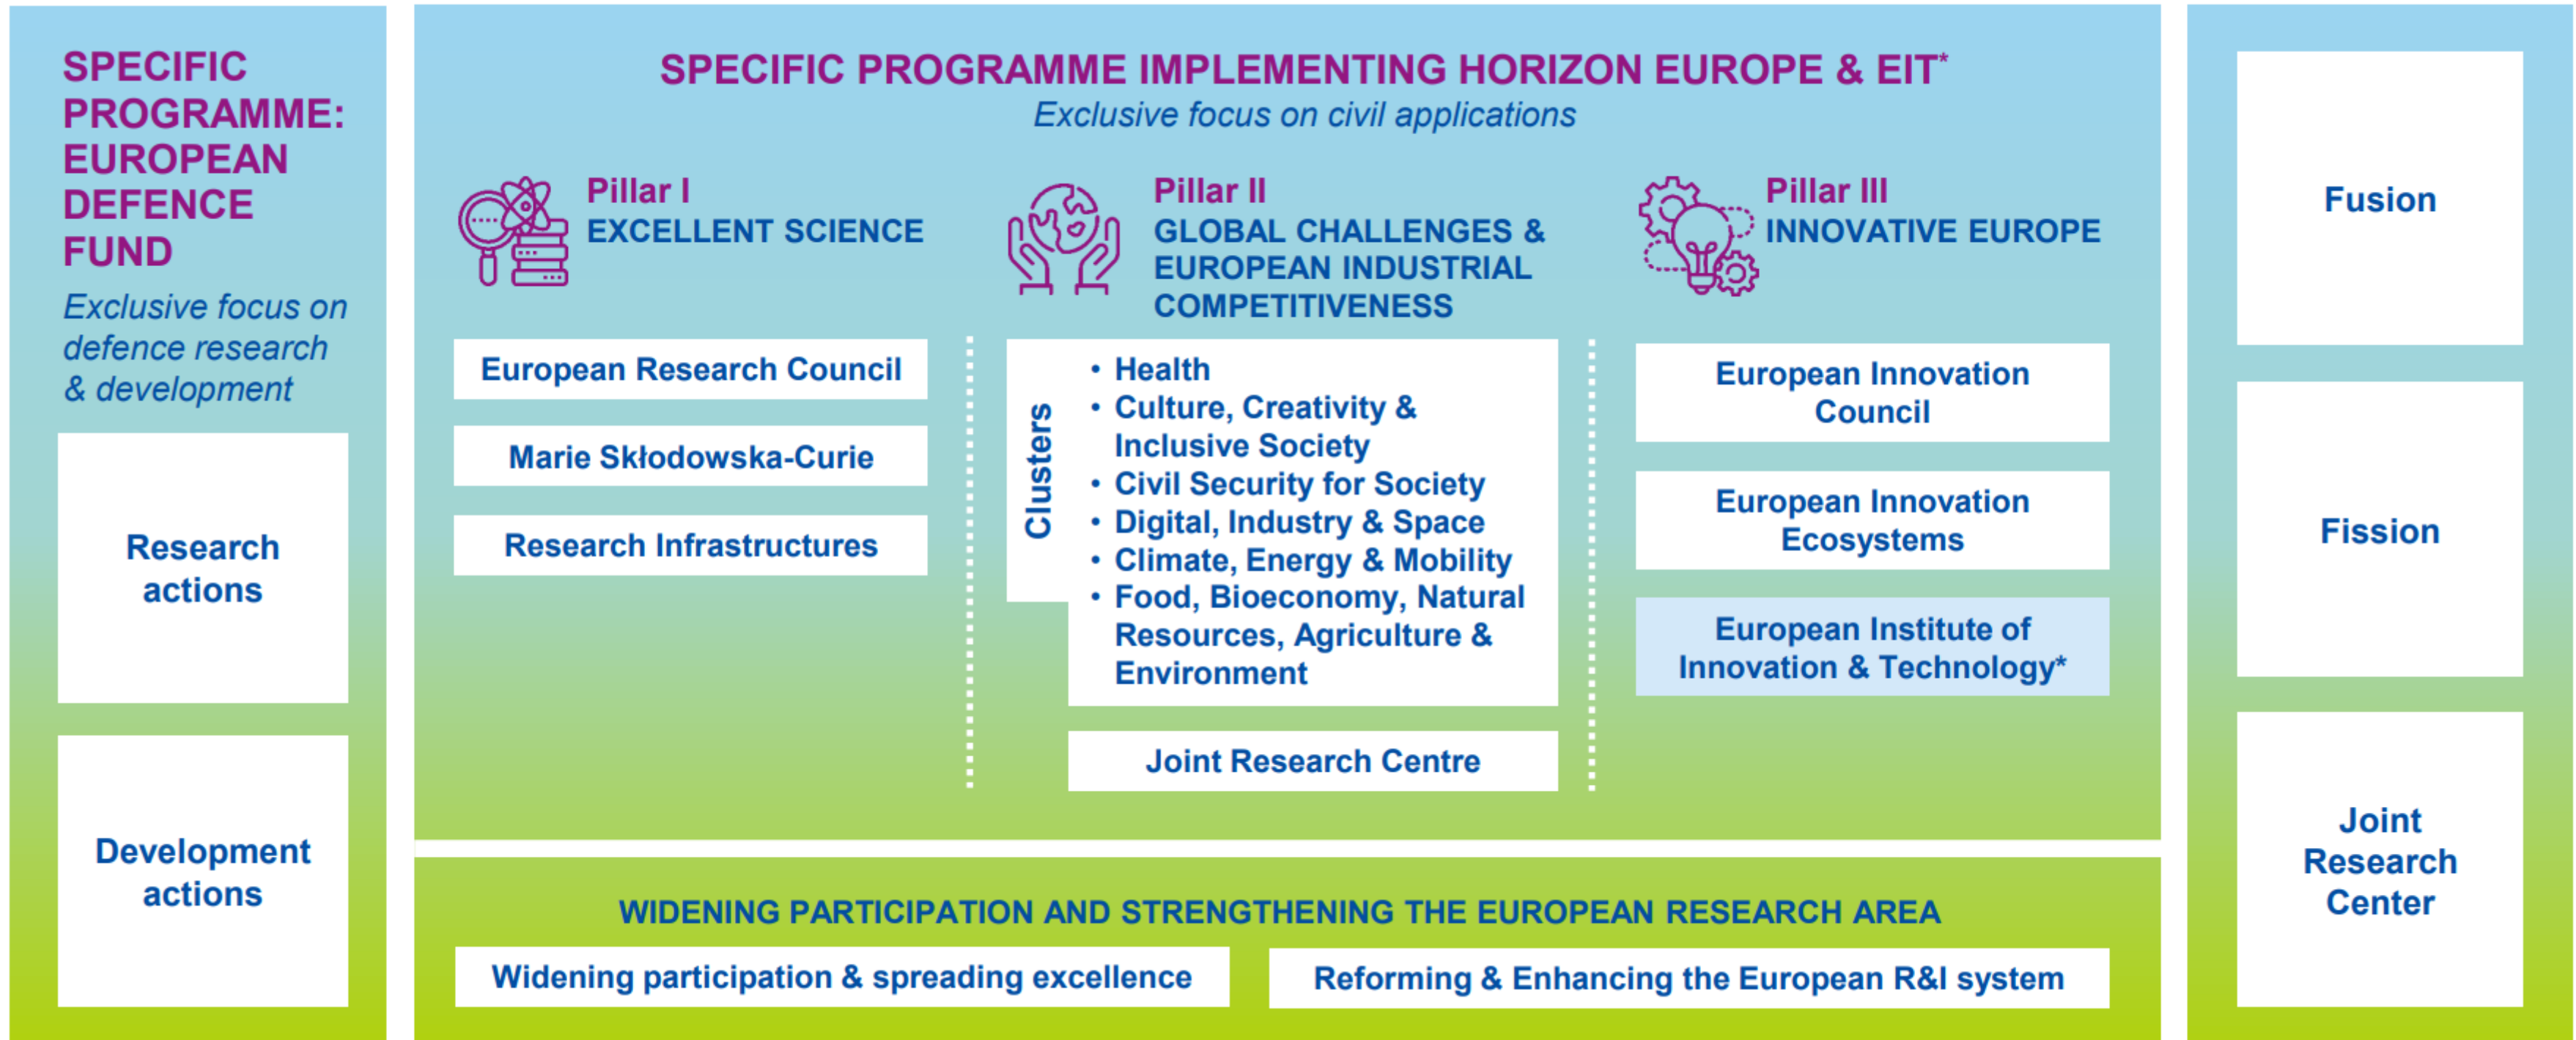 SPECIFIC
PROGRAMME:
EUROPEAN
DEFENCE
FUND
Exclusive focus on
defence research
& development
Research
actions
Development
actions
SPECIFIC PROGRAMME IMPLEMENTING HORIZON EUROPE & EIT*
Exclusive focus on civil applications
Pillar I
EXCELLENT SCIENCE
European Research Council
Marie Skłodowska-Curie
Research Infrastructures
Pillar II
GLOBAL CHALLENGES &
EUROPEAN INDUSTRIAL
COMPETITIVENESS
Clusters
• Health
• Culture, Creativity &
Inclusive Society
• Civil Security for Society
• Digital, Industry & Space
• Climate, Energy & Mobility
• Food, Bioeconomy, Natural
Resources, Agriculture &
Environment
Joint Research Centre
Pillar III
INNOVATIVE EUROPE
European Innovation
Council
European Innovation
Ecosystems
European Institute of
Innovation & Technology*
WIDENING PARTICIPATION AND STRENGTHENING THE EUROPEAN RESEARCH AREA
Widening participation & spreading excellence
Reforming & Enhancing the European R&I system
Fusion
Fission
Joint
Research
Center